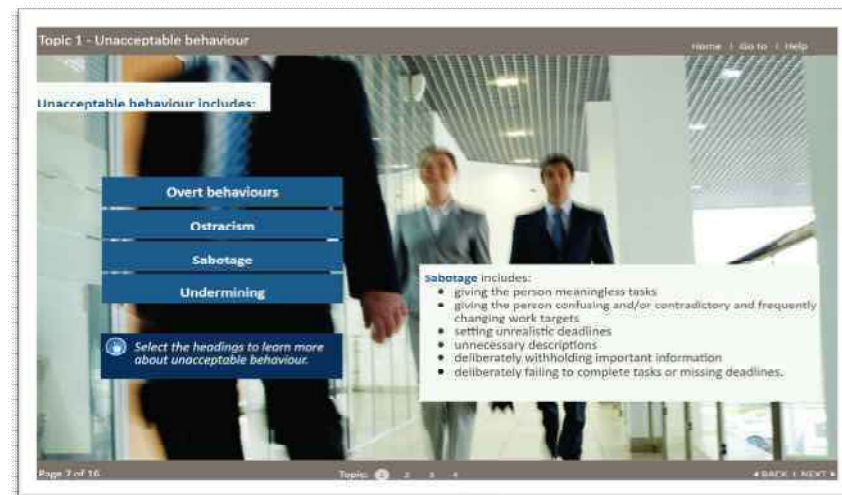 Topic 1 - Unacceptable behaviour
Home | Go to | Help
Unacceptable behaviour includes:
Overt behaviours
Ostracism
Sabotage
Undermining
Select the headings to learn more
about unacceptable behaviour.
Sabotage includes:
• giving the person meaningless tasks
• giving the person confusing and/or contradictory and frequently
changing work targets
• setting unrealistic deadlines
• unnecessary descriptions
• deliberately withholding important information
• deliberately failing to complete tasks or missing deadlines.
Page 7 of 16
Topic: 1 2 3 4
◄ BACK | NEXT ►